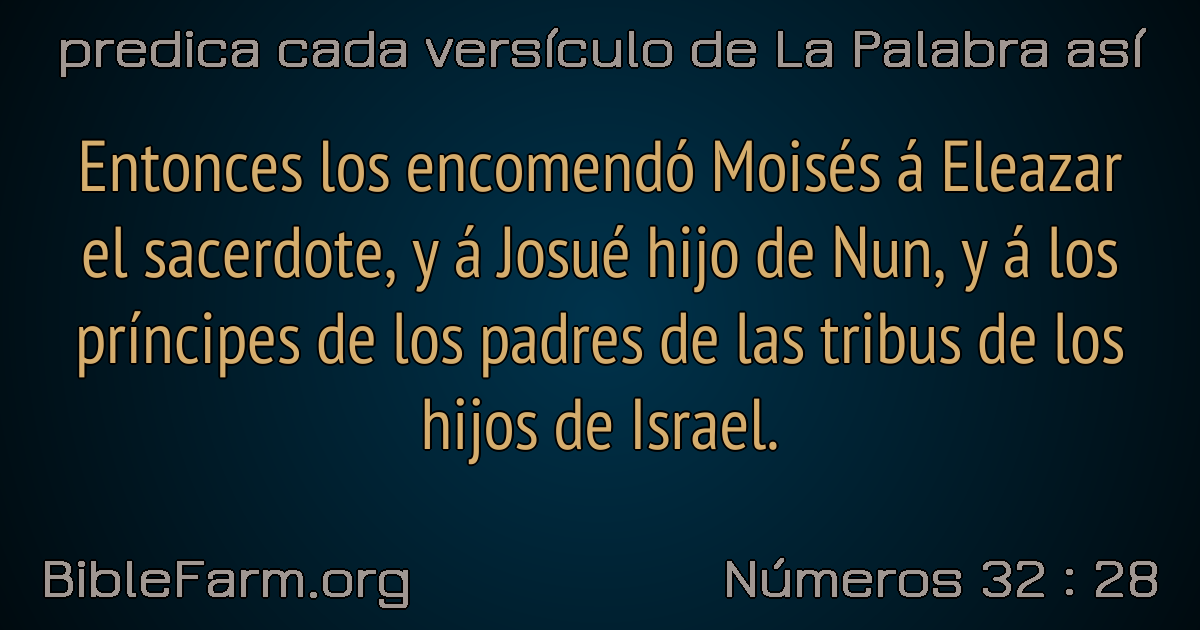 predica cada versículo de La Palabra así
Entonces los encomendó Moisés á Eleazar
el sacerdote, y á Josué hijo de Nun, y á los
príncipes de los padres de las tribus de los
hijos de Israel.
BibleFarm.org
Números 32 : 28